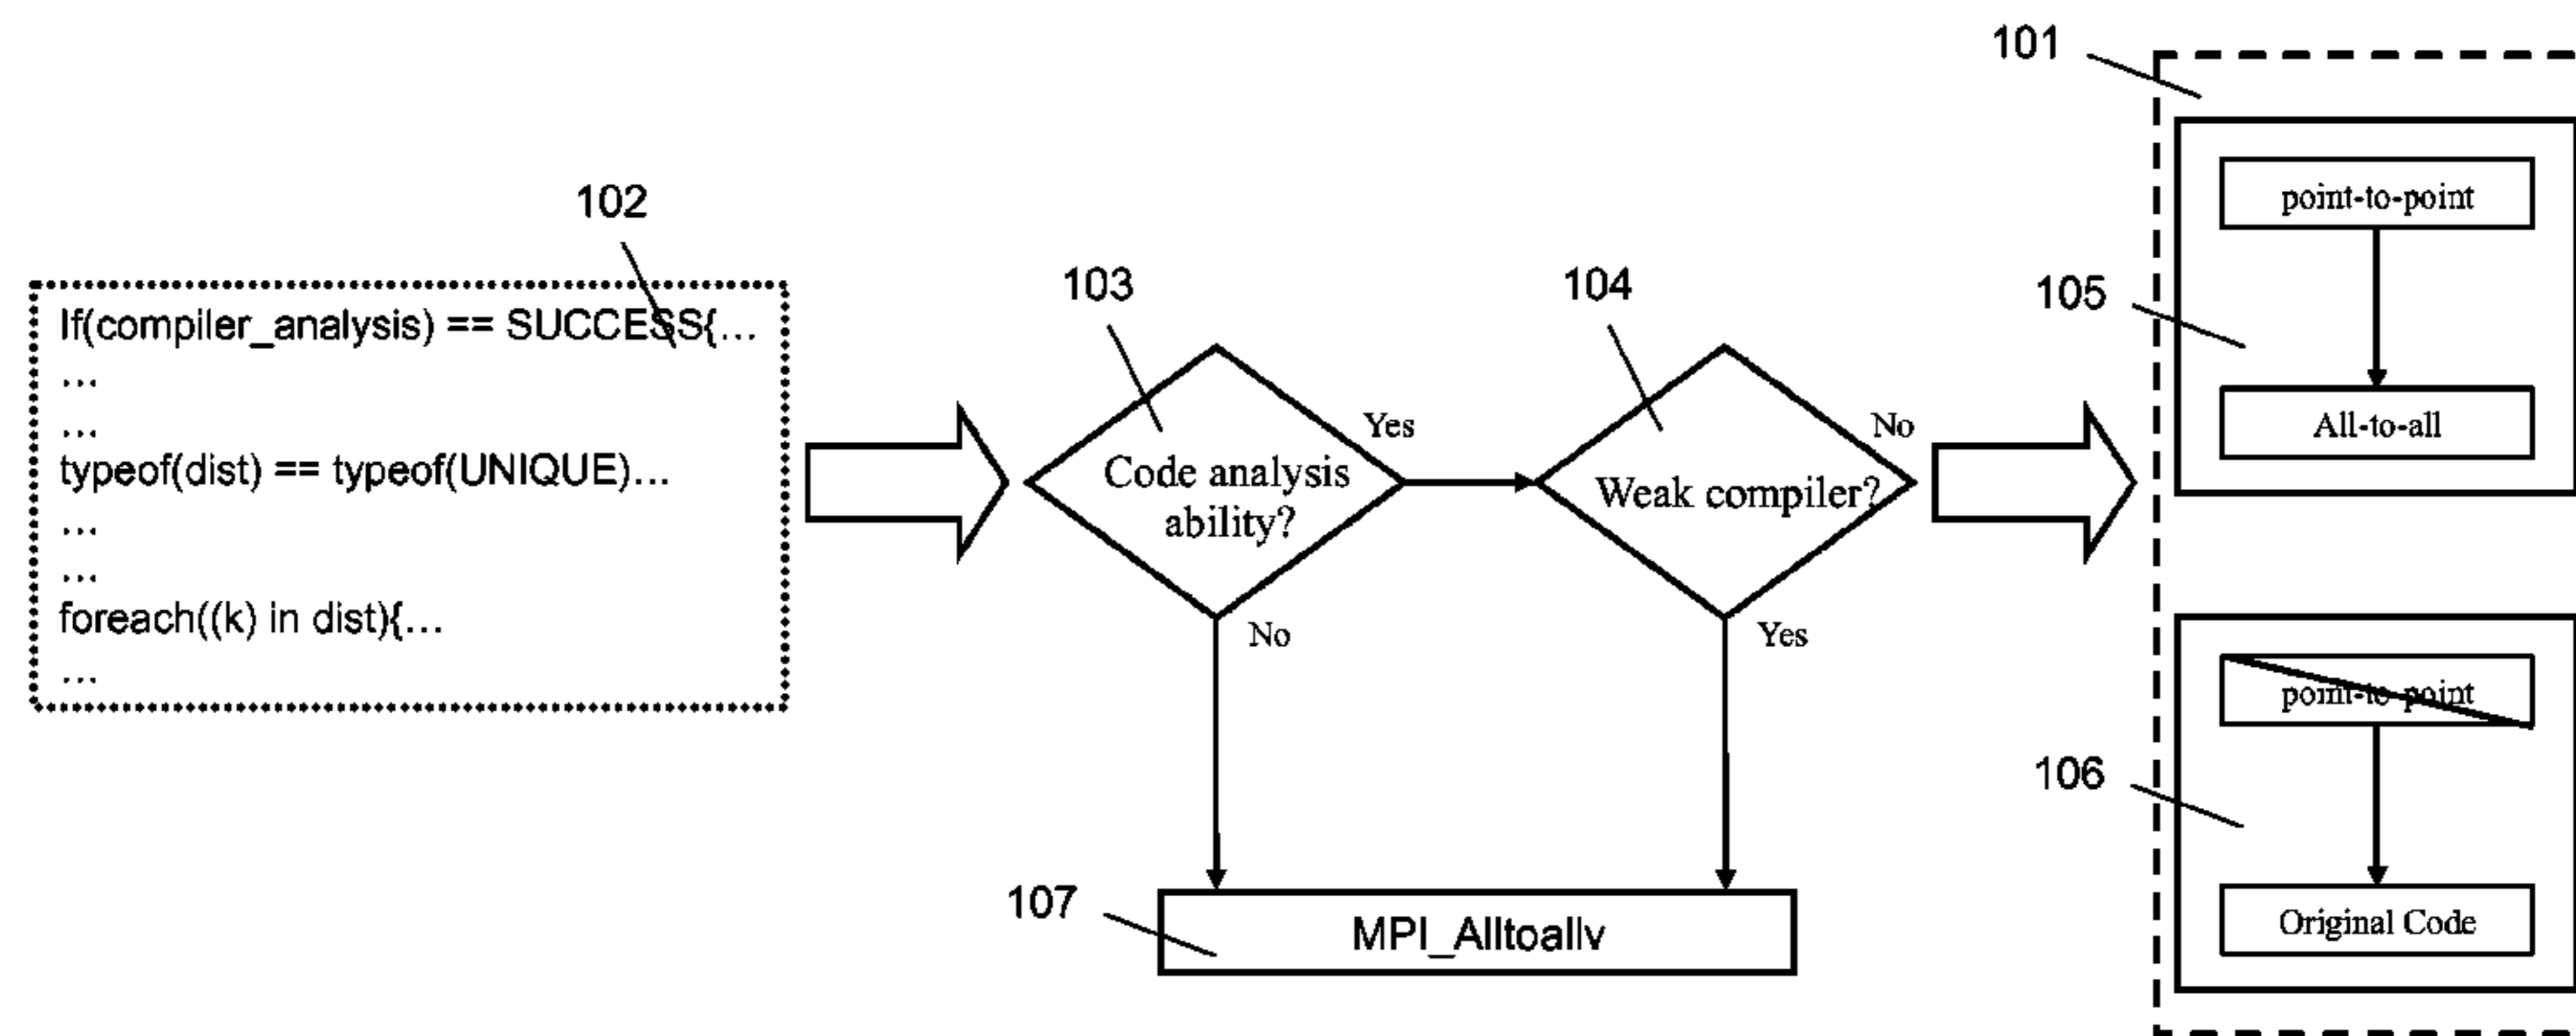 102
If(compiler_analysis) == SUCCESS{...
...
...
typeof(dist) == typeof(UNIQUE)...
...
...
foreach((k) in dist){...
...
103
Code analysis
ability?
Yes
No
104
Weak compiler?
No
Yes
107
MPI_Alltoallv
101
105
point-to-point
All-to-all
106
point-to-point
Original Code